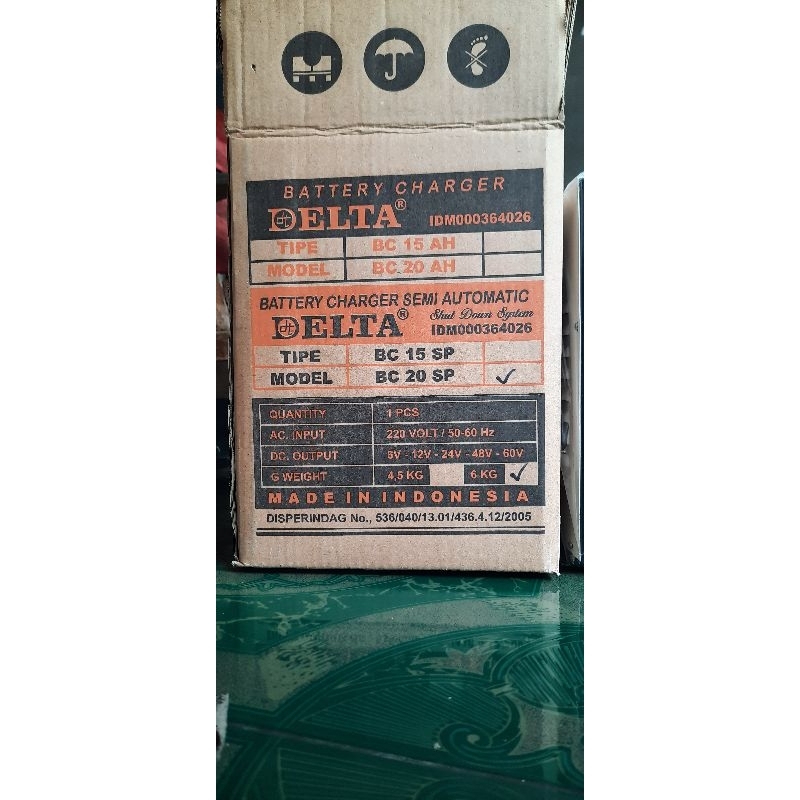 BATTERY CHARGER
DELTA® IDM000364026
TIPE BC 15 AH
MODEL BC 20 AH
BATTERY CHARGER SEMI AUTOMATIC
DELTA® Shut Down System
IDM000364026
TIPE BC 15 SP
MODEL BC 20 SP ✓
QUANTITY 1 PCS
AC. INPUT 220 VOLT / 50-60 Hz
DC. OUTPUT 6V - 12V - 24V - 48V - 60V
G WEIGHT 4,5 KG 6 KG ✓
MADE IN INDONESIA
DISPERINDAG No., 536/040/13.01/436.4.12/2005